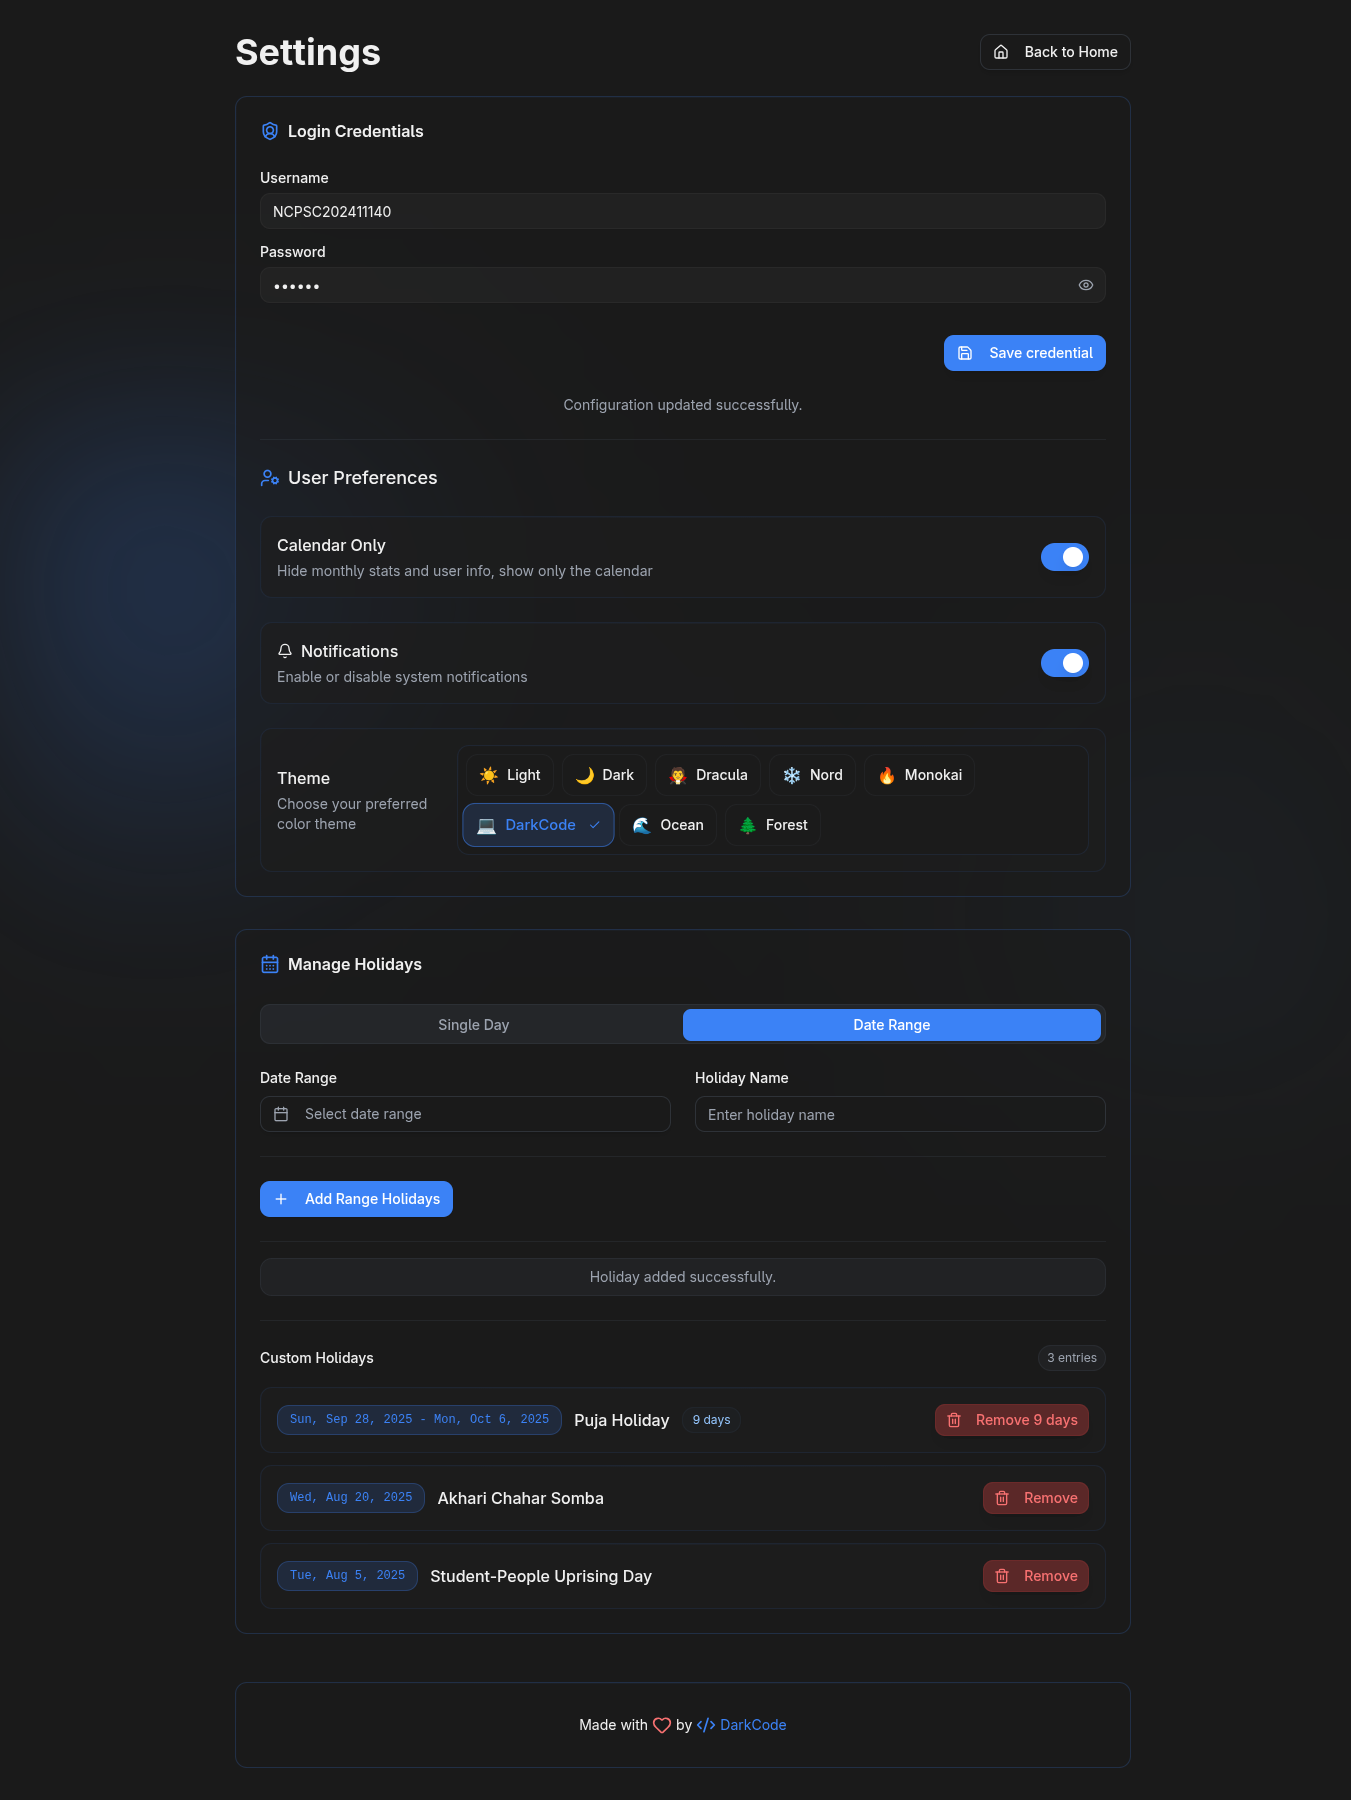 Settings
Back to Home
Login Credentials
Username
NCPSC202411140
Password
••••••
Save credential
Configuration updated successfully.
User Preferences
Calendar Only
Hide monthly stats and user info, show only the calendar
Notifications
Enable or disable system notifications
Theme
Choose your preferred
color theme
☀️ Light 🌙 Dark 🧛 Dracula ❄️ Nord 🔥 Monokai
💻 DarkCode ✓ 🌊 Ocean 🌲 Forest
Manage Holidays
Single Day Date Range
Date Range
Select date range
Holiday Name
Enter holiday name
Add Range Holidays
Holiday added successfully.
Custom Holidays
3 entries
Sun, Sep 28, 2025 - Mon, Oct 6, 2025 Puja Holiday 9 days Remove 9 days
Wed, Aug 20, 2025 Akhari Chahar Somba Remove
Tue, Aug 5, 2025 Student-People Uprising Day Remove
Made with by </> DarkCode